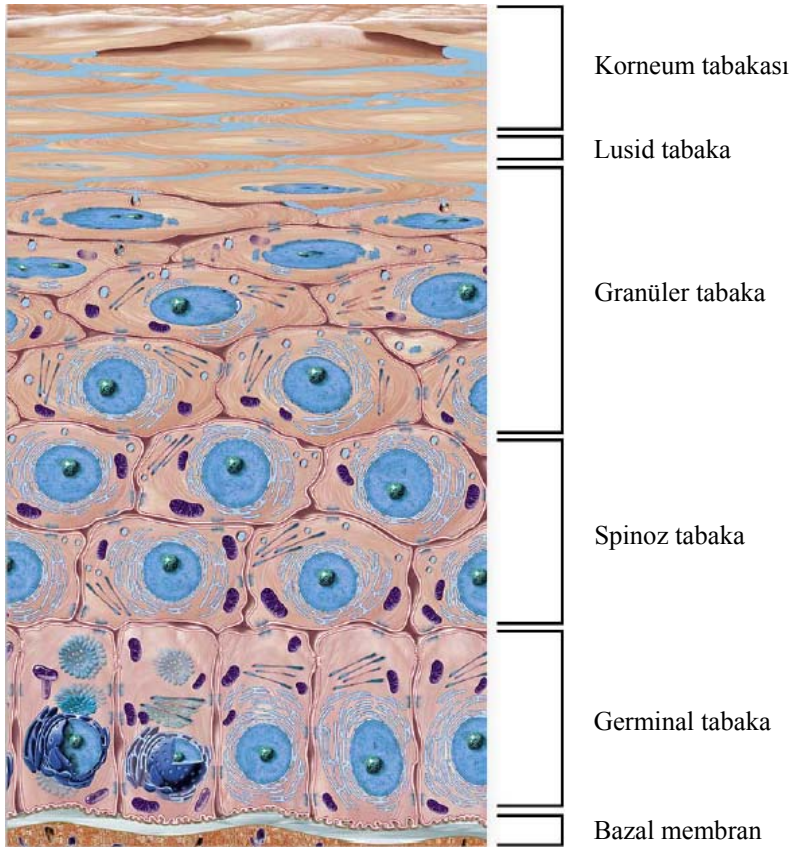 Korneum tabakası
Lusid tabaka
Granüler tabaka
Spinoz tabaka
Germinal tabaka
Bazal membran